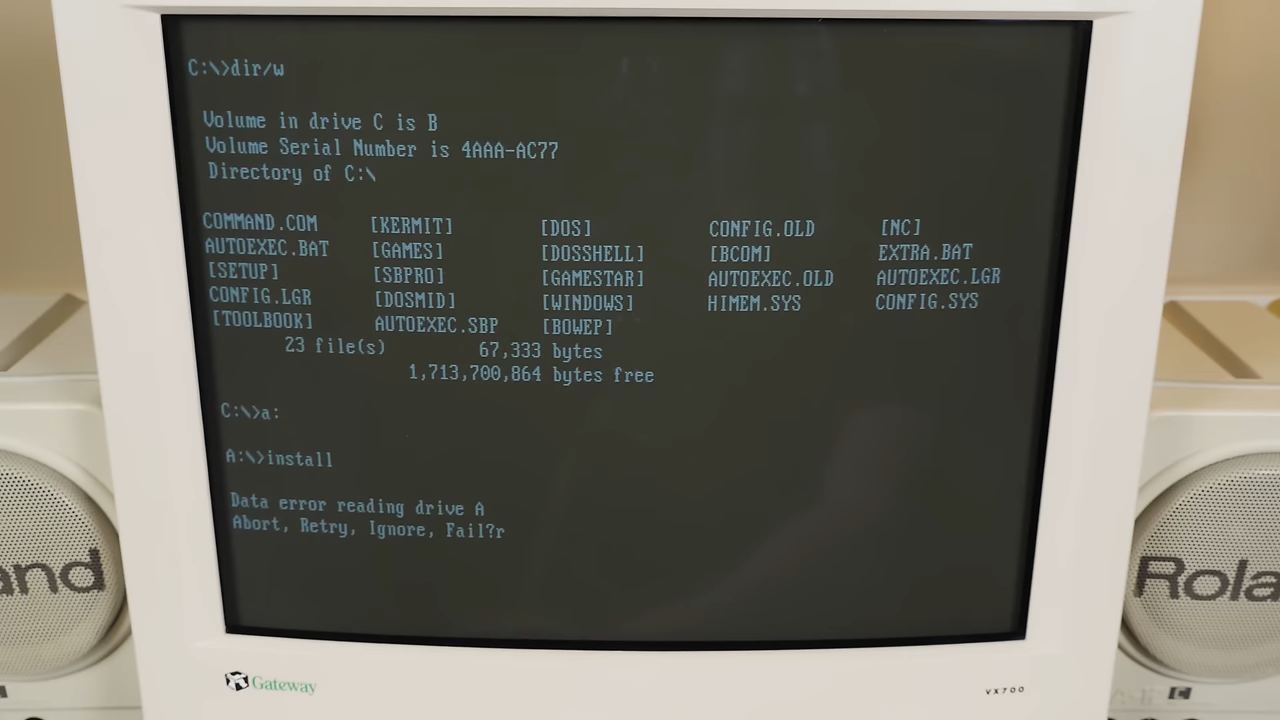 C:\>dir/w
Volume in drive C is B
Volume Serial Number is 4AAA-AC77
Directory of C:\
COMMAND.COM [KERMIT] [DOS] CONFIG.OLD [NC]
AUTOEXEC.BAT [GAMES] [DOSSHELL] [BCOM] EXTRA.BAT
[SETUP] [SBPRO] [GAMESTAR] AUTOEXEC.OLD AUTOEXEC.LGR
CONFIG.LGR [DOSMID] [WINDOWS] HIMEM.SYS CONFIG.SYS
[TOOLBOOK] AUTOEXEC.SBP [BOWEP]
23 file(s) 67,333 bytes
1,713,700,864 bytes free
C:\>a:
A:\>install
Data error reading drive A
Abort, Retry, Ignore, Fail?r
and
Rola
Gateway
VX700